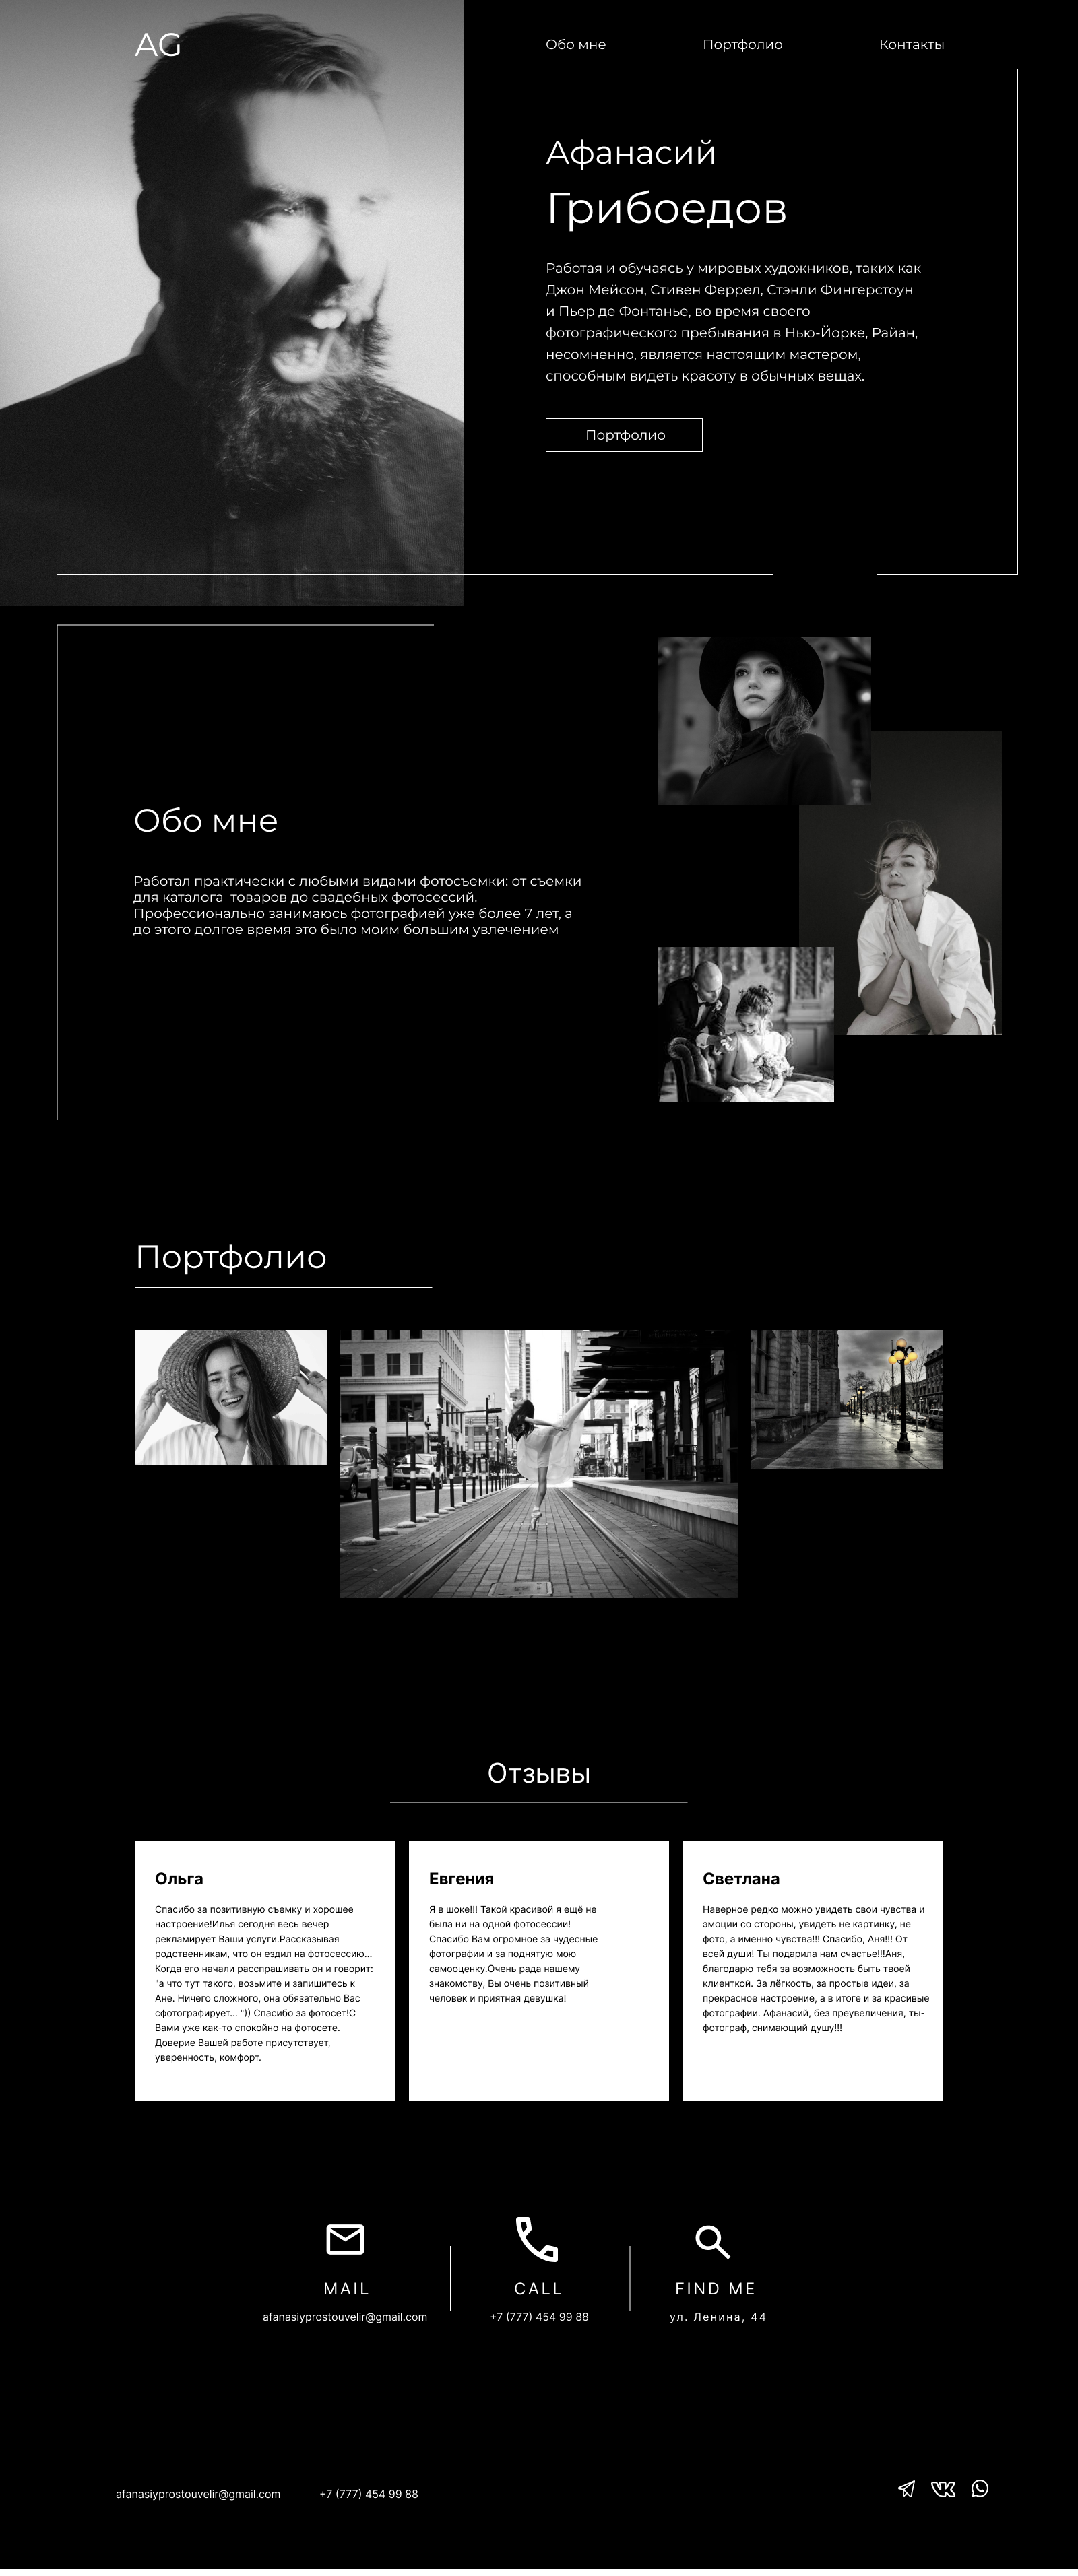 AG
Обо мне
Портфолио
Контакты
Афанасий
Грибоедов
Работая и обучаясь у мировых художников, таких как
Джон Мейсон, Стивен Феррел, Стэнли Фингерстоун
и Пьер де Фонтанье, во время своего
фотографического пребывания в Нью-Йорке, Райан,
несомненно, является настоящим мастером,
способным видеть красоту в обычных вещах.
Портфолио
Обо мне
Работал практически с любыми видами фотосъемки: от съемки
для каталога  товаров до свадебных фотосессий.
Профессионально занимаюсь фотографией уже более 7 лет, а
до этого долгое время это было моим большим увлечением
Портфолио
Отзывы
Ольга
Спасибо за позитивную съемку и хорошее
настроение!Илья сегодня весь вечер
рекламирует Ваши услуги.Рассказывая
родственникам, что он ездил на фотосессию...
Когда его начали расспрашивать он и говорит:
"а что тут такого, возьмите и запишитесь к
Ане. Ничего сложного, она обязательно Вас
сфотографирует... ")) Спасибо за фотосет!С
Вами уже как-то спокойно на фотосете.
Доверие Вашей работе присутствует,
уверенность, комфорт.
Евгения
Я в шоке!!! Такой красивой я ещё не
была ни на одной фотосессии!
Спасибо Вам огромное за чудесные
фотографии и за поднятую мою
самооценку.Очень рада нашему
знакомству, Вы очень позитивный
человек и приятная девушка!
Светлана
Наверное редко можно увидеть свои чувства и
эмоции со стороны, увидеть не картинку, не
фото, а именно чувства!!! Спасибо, Аня!!! От
всей души! Ты подарила нам счастье!!!Аня,
благодарю тебя за возможность быть твоей
клиенткой. За лёгкость, за простые идеи, за
прекрасное настроение, а в итоге и за красивые
фотографии. Афанасий, без преувеличения, ты-
фотограф, снимающий душу!!!
MAIL
afanasiyprostouvelir@gmail.com
CALL
+7 (777) 454 99 88
FIND ME
ул. Ленина, 44
afanasiyprostouvelir@gmail.com
+7 (777) 454 99 88